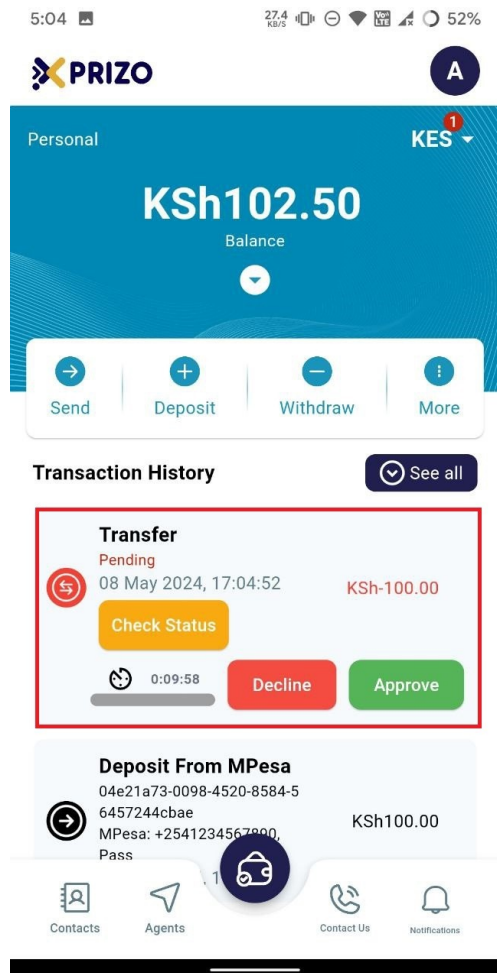 5:04
27.4 KB/S
Vo» LTE
52%
PRIZO
A
Personal
1
KES
KSh102.50
Balance
Send
Deposit
Withdraw
More
Transaction History
See all
Transfer
Pending
08 May 2024, 17:04:52
KSh-100.00
Check Status
0:09:58
Decline
Approve
Deposit From MPesa
04e21a73-0098-4520-8584-5
6457244cbae
KSh100.00
MPesa: +2541234567890,
Pass
Contacts
Agents
Contact Us
Notifications